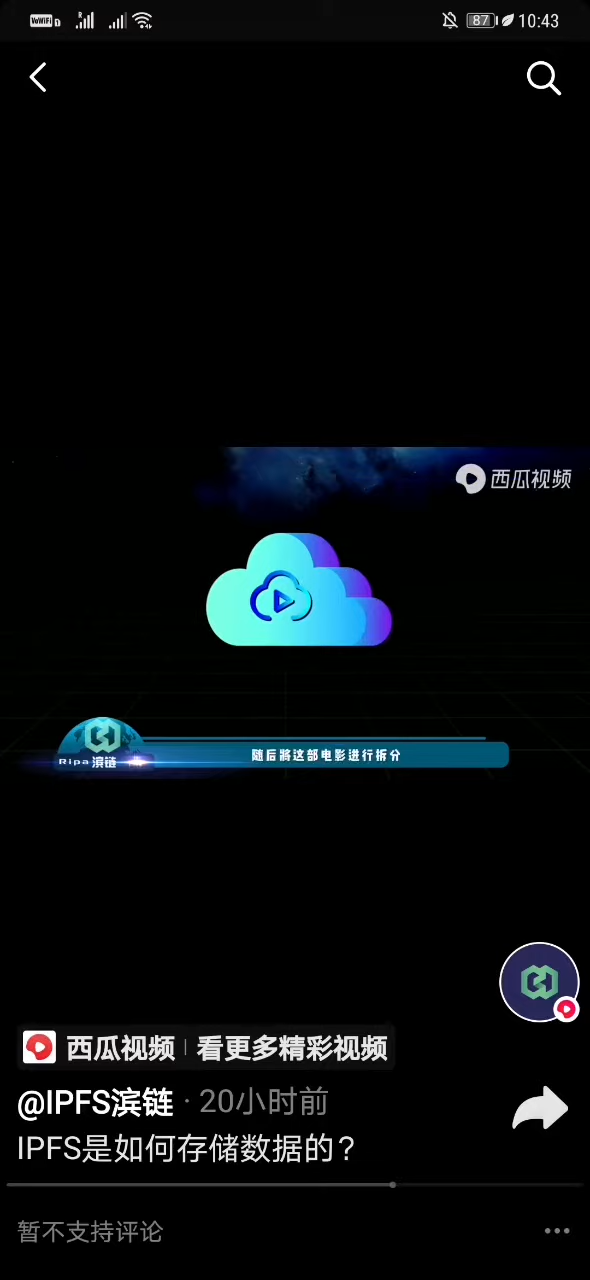 VoWiFi
87
10:43
西瓜视频
随后將这部电影进行拆分
Ripa 滨链
西瓜视频 | 看更多精彩视频
@IPFS滨链 · 20小时前
IPFS是如何存储数据的？
暂不支持评论